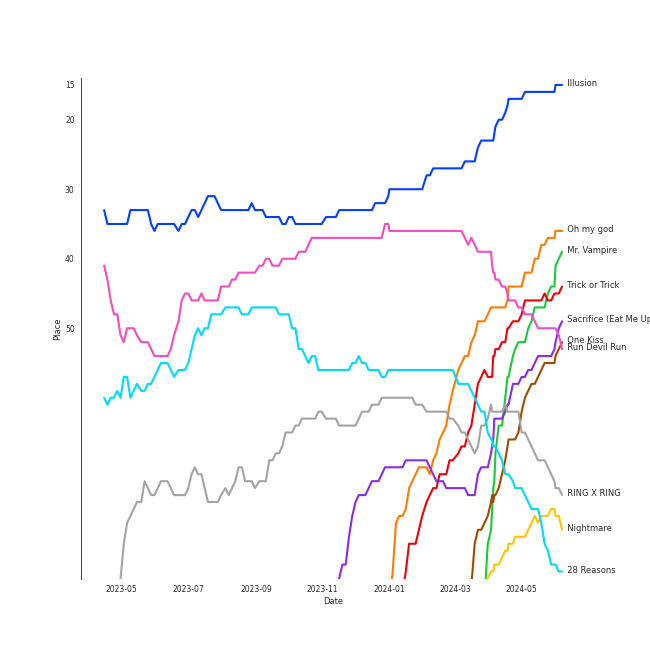 15
20
30
40
50
Place
2023-05
2023-07
2023-09
2023-11
2024-01
2024-03
2024-05
Date
Illusion
Oh my god
Mr. Vampire
Trick or Trick
Sacrifice (Eat Me Up
One Kiss
Run Devil Run
RING X RING
Nightmare
28 Reasons